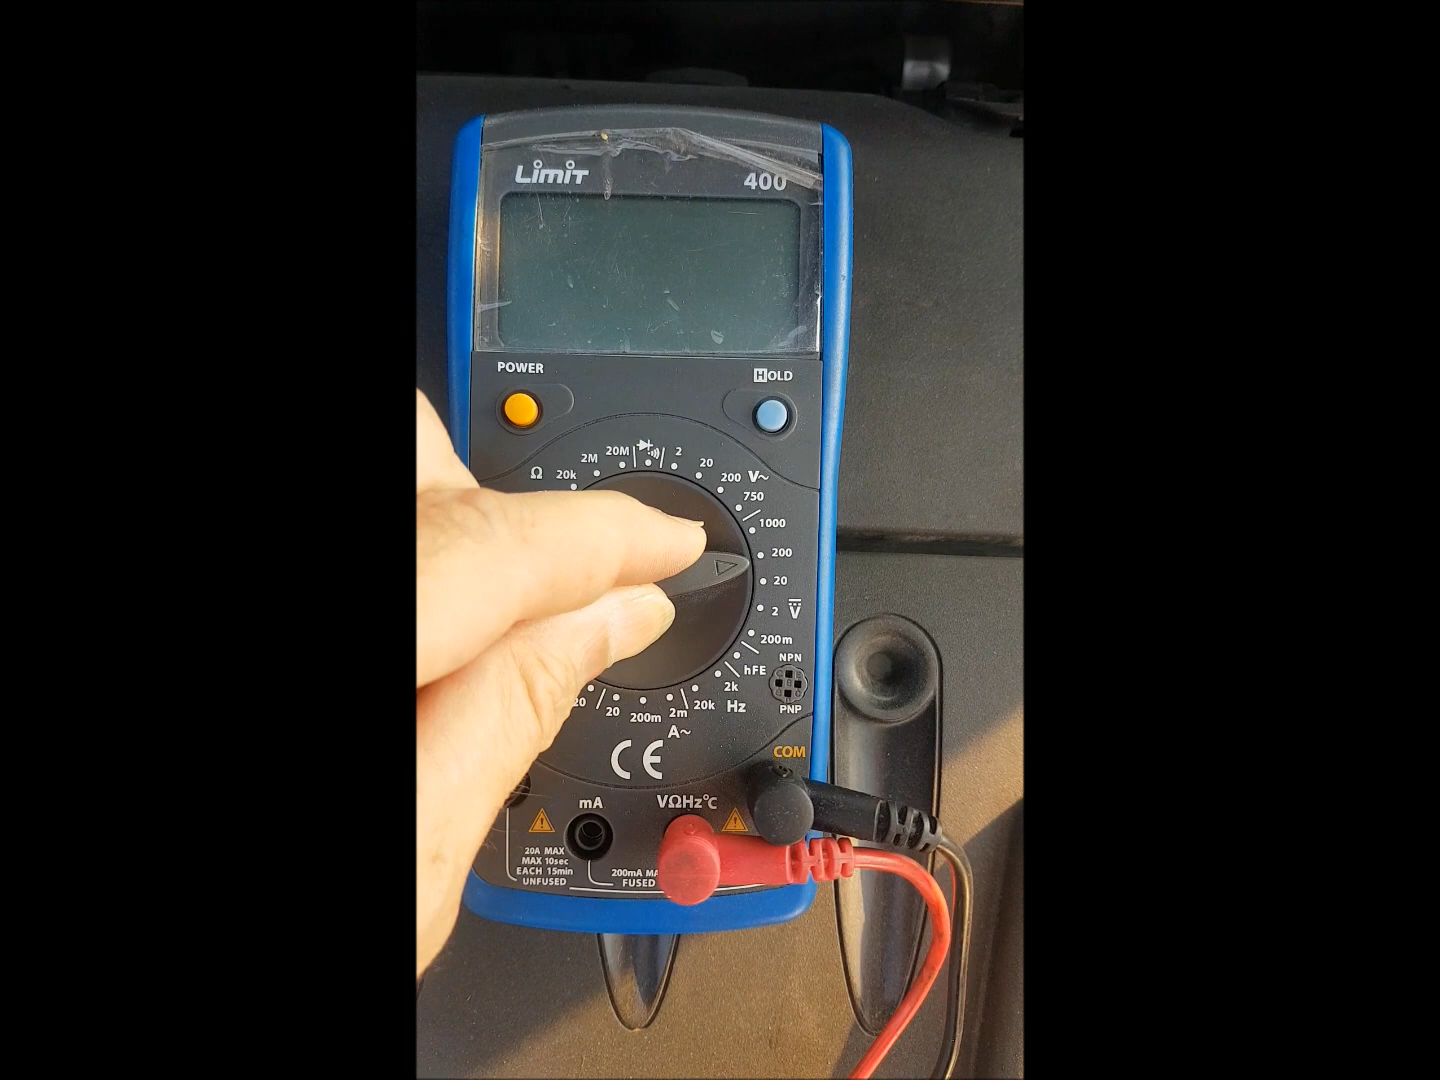 Limit 400
POWER
HOLD
Ω 20k 2M 20M 2 20 200 V~
750
1000
200
20
2 V
200m
hFE
NPN
PNP
2k
20k Hz
20 20 200m 2m
A~
CE
COM
mA
VΩHz°C
20A MAX
MAX 10sec
EACH 15min
UNFUSED
200mA
FUSED